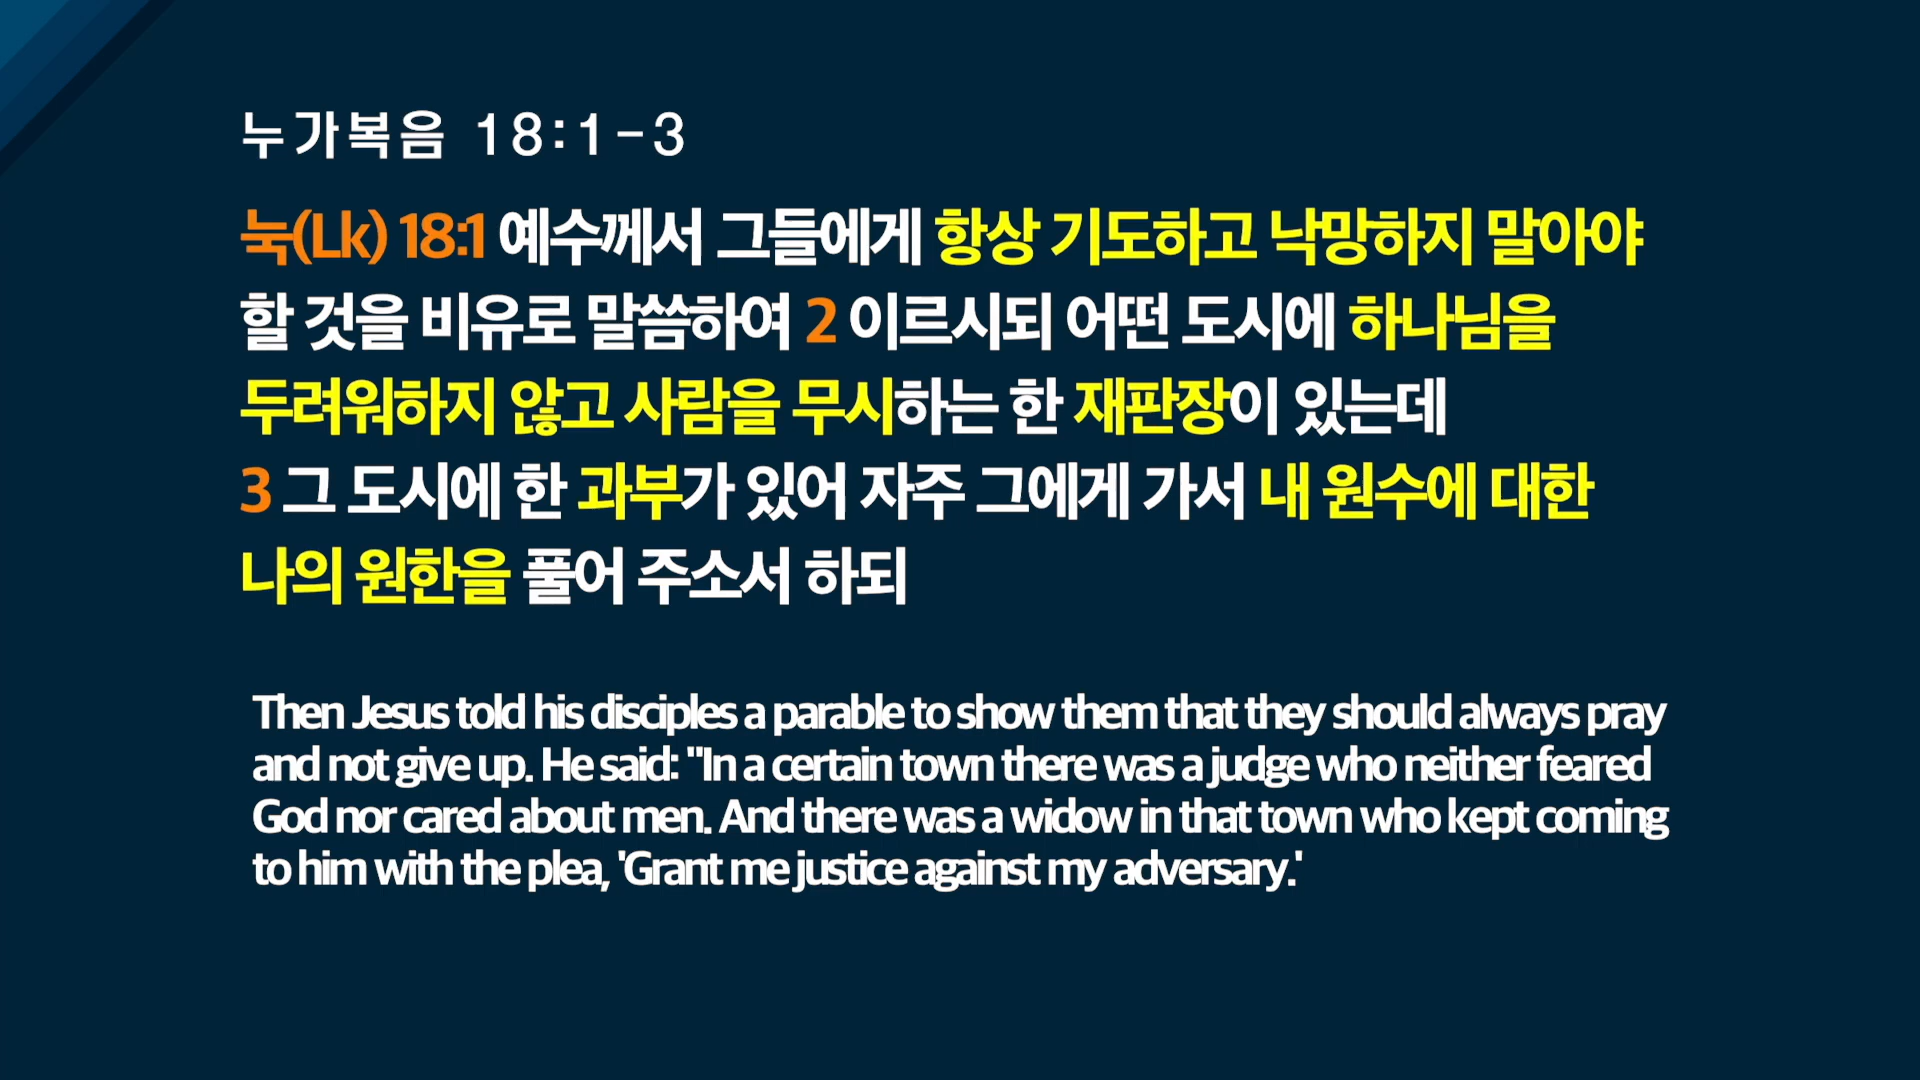 누가복음 18:1-3
눅(Lk) 18:1 예수께서 그들에게 항상 기도하고 낙망하지 말아야
할 것을 비유로 말씀하여 2 이르시되 어떤 도시에 하나님을
두려워하지 않고 사람을 무시하는 한 재판장이 있는데
3 그 도시에 한 과부가 있어 자주 그에게 가서 내 원수에 대한
나의 원한을 풀어 주소서 하되
Then Jesus told his disciples a parable to show them that they should always pray
and not give up. He said: "In a certain town there was a judge who neither feared
God nor cared about men. And there was a widow in that town who kept coming
to him with the plea, 'Grant me justice against my adversary.'